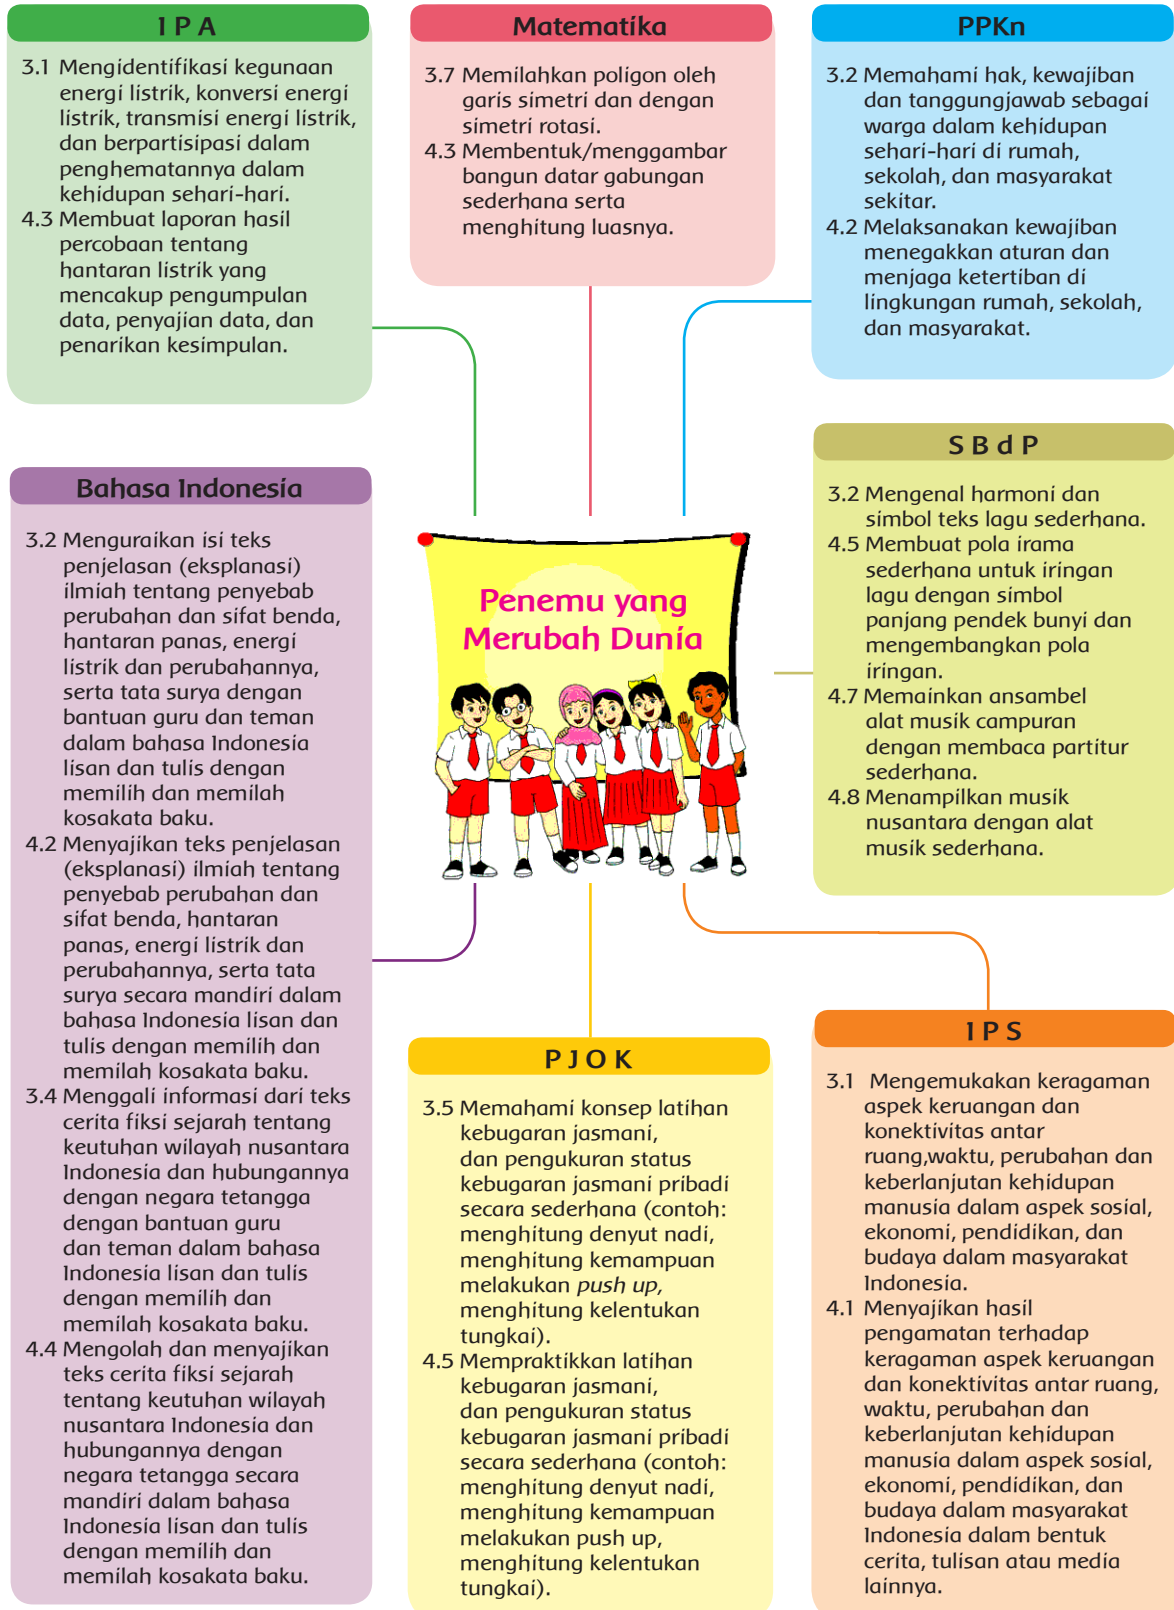 I P A
3.1 Mengidentifikasi kegunaan
energi listrik, konversi energi
listrik, transmisi energi listrik,
dan berpartisipasi dalam
penghematannya dalam
kehidupan sehari-hari.
4.3 Membuat laporan hasil
percobaan tentang
hantaran listrik yang
mencakup pengumpulan
data, penyajian data, dan
penarikan kesimpulan.
Matematika
3.7 Memilahkan poligon oleh
garis simetri dan dengan
simetri rotasi.
4.3 Membentuk/menggambar
bangun datar gabungan
sederhana serta
menghitung luasnya.
PPKn
3.2 Memahami hak, kewajiban
dan tanggungjawab sebagai
warga dalam kehidupan
sehari-hari di rumah,
sekolah, dan masyarakat
sekitar.
4.2 Melaksanakan kewajiban
menegakkan aturan dan
menjaga ketertiban di
lingkungan rumah, sekolah,
dan masyarakat.
Bahasa Indonesia
3.2 Menguraikan isi teks
penjelasan (eksplanasi)
ilmiah tentang penyebab
perubahan dan sifat benda,
hantaran panas, energi
listrik dan perubahannya,
serta tata surya dengan
bantuan guru dan teman
dalam bahasa Indonesia
lisan dan tulis dengan
memilih dan memilah
kosakata baku.
4.2 Menyajikan teks penjelasan
(eksplanasi) ilmiah tentang
penyebab perubahan dan
sifat benda, hantaran
panas, energi listrik dan
perubahannya, serta tata
surya secara mandiri dalam
bahasa Indonesia lisan dan
tulis dengan memilih dan
memilah kosakata baku.
3.4 Menggali informasi dari teks
cerita fiksi sejarah tentang
keutuhan wilayah nusantara
Indonesia dan hubungannya
dengan negara tetangga
dengan bantuan guru
dan teman dalam bahasa
Indonesia lisan dan tulis
dengan memilih dan
memilah kosakata baku.
4.4 Mengolah dan menyajikan
teks cerita fiksi sejarah
tentang keutuhan wilayah
nusantara Indonesia dan
hubungannya dengan
negara tetangga secara
mandiri dalam bahasa
Indonesia lisan dan tulis
dengan memilih dan
memilah kosakata baku.
Penemu yang
Merubah Dunia
S B d P
3.2 Mengenal harmoni dan
simbol teks lagu sederhana.
4.5 Membuat pola irama
sederhana untuk iringan
lagu dengan simbol
panjang pendek bunyi dan
mengembangkan pola
iringan.
4.7 Memainkan ansambel
alat musik campuran
dengan membaca partitur
sederhana.
4.8 Menampilkan musik
nusantara dengan alat
musik sederhana.
P J O K
3.5 Memahami konsep latihan
kebugaran jasmani,
dan pengukuran status
kebugaran jasmani pribadi
secara sederhana (contoh:
menghitung denyut nadi,
menghitung kemampuan
melakukan push up,
menghitung kelentukan
tungkai).
4.5 Mempraktikkan latihan
kebugaran jasmani,
dan pengukuran status
kebugaran jasmani pribadi
secara sederhana (contoh:
menghitung denyut nadi,
menghitung kemampuan
melakukan push up,
menghitung kelentukan
tungkai).
I P S
3.1 Mengemukakan keragaman
aspek keruangan dan
konektivitas antar
ruang,waktu, perubahan dan
keberlanjutan kehidupan
manusia dalam aspek sosial,
ekonomi, pendidikan, dan
budaya dalam masyarakat
Indonesia.
4.1 Menyajikan hasil
pengamatan terhadap
keragaman aspek keruangan
dan konektivitas antar ruang,
waktu, perubahan dan
keberlanjutan kehidupan
manusia dalam aspek sosial,
ekonomi, pendidikan, dan
budaya dalam masyarakat
Indonesia dalam bentuk
cerita, tulisan atau media
lainnya.